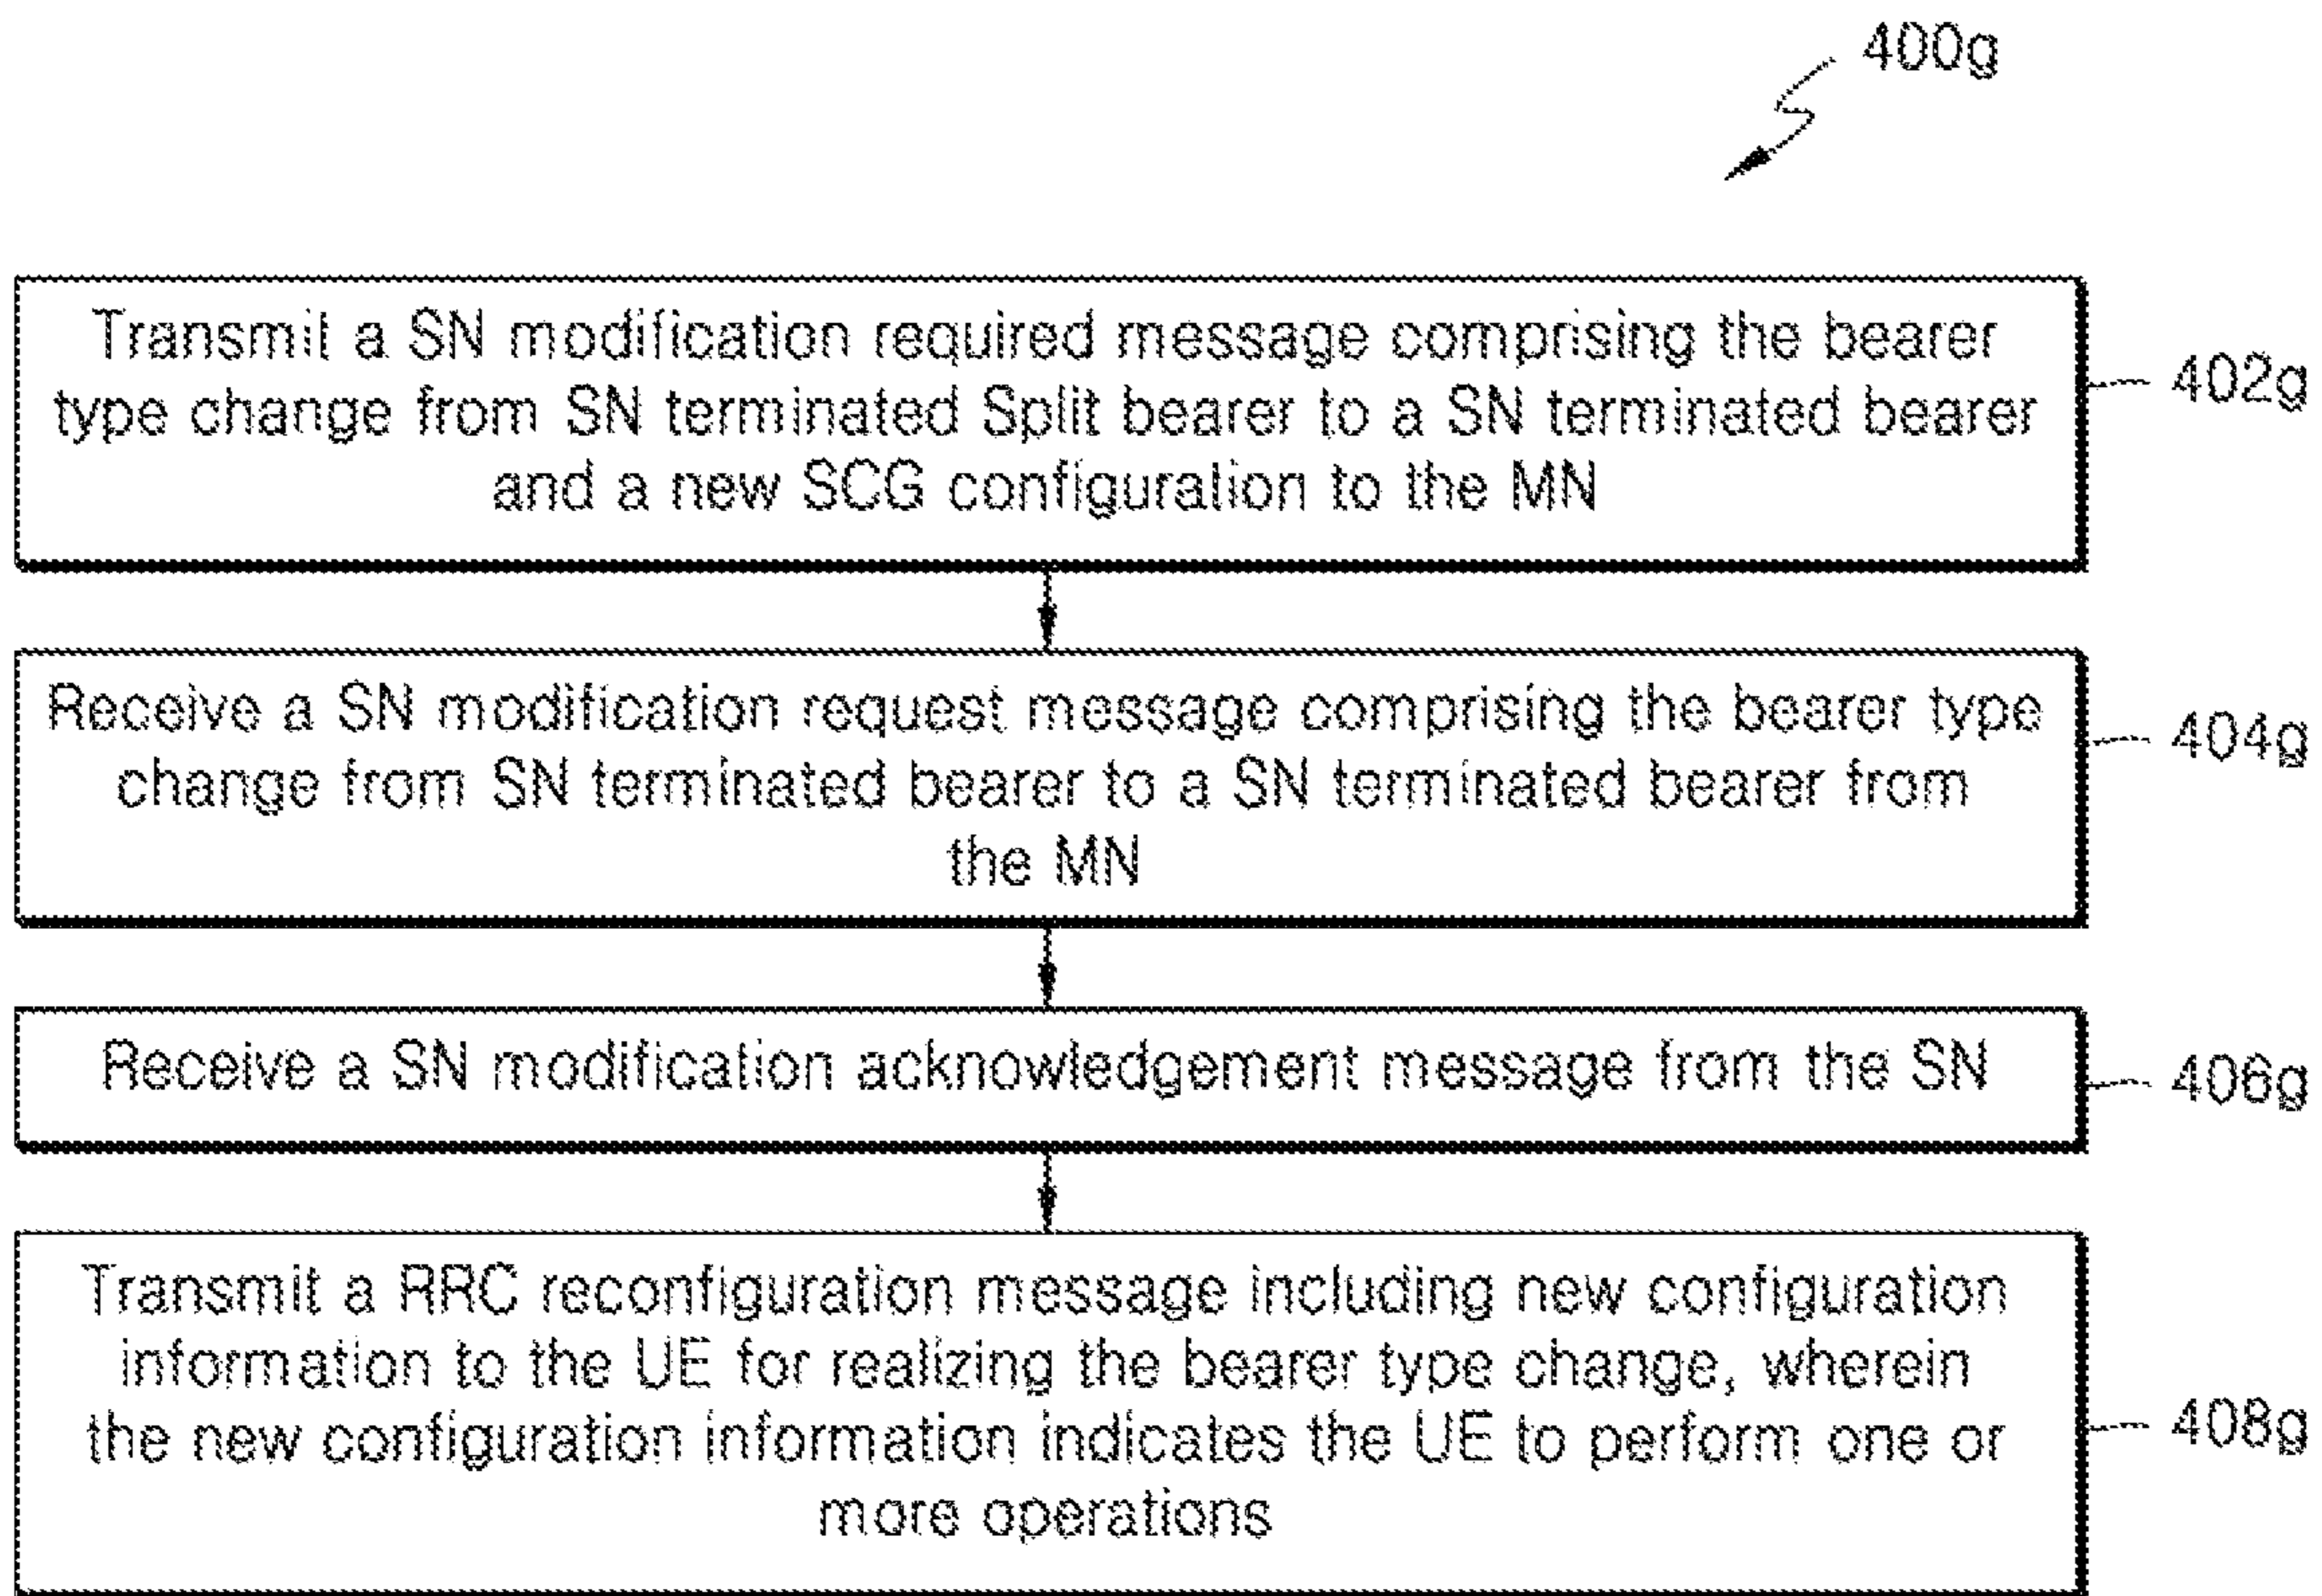 400g
Transmit a SN modification required message comprising the bearer
type change from SN terminated Split bearer to a SN terminated bearer
and a new SCG configuration to the MN
402g
Receive a SN modification request message comprising the bearer type
change from SN terminated bearer to a SN terminated bearer from
the MN
404g
Receive a SN modification acknowledgement message from the SN
406g
Transmit a RRC reconfiguration message including new configuration
information to the UE for realizing the bearer type change, wherein
the new configuration information indicates the UE to perform one or
more operations
408g